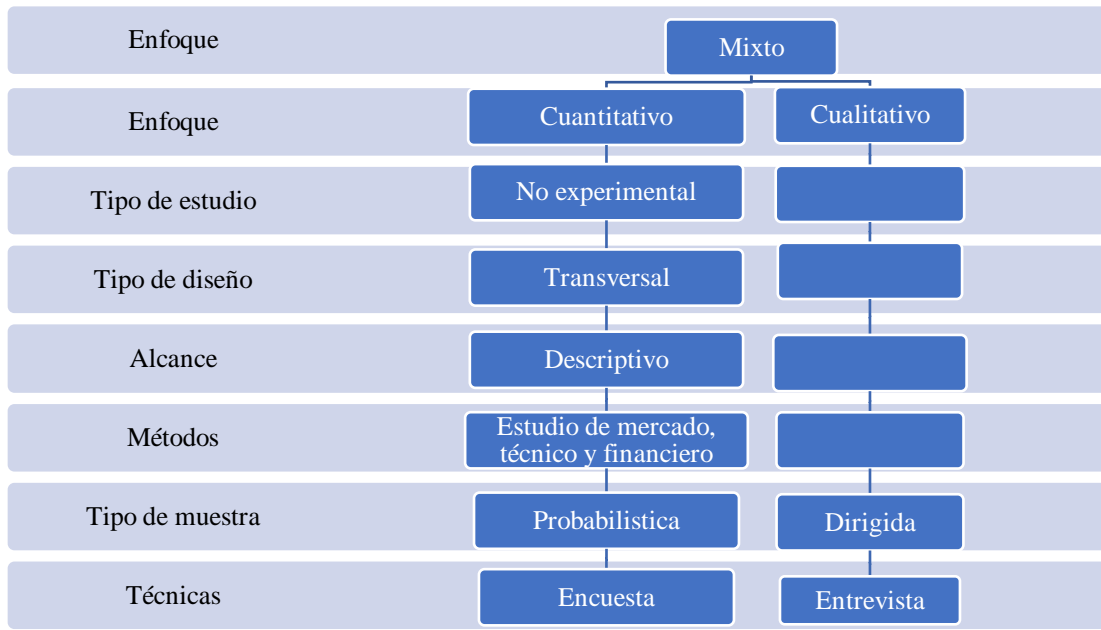 Enfoque
Mixto
Enfoque
Cuantitativo
Cualitativo
Tipo de estudio
No experimental
Tipo de diseño
Transversal
Alcance
Descriptivo
Métodos
Estudio de mercado,
técnico y financiero
Tipo de muestra
Probabilistica
Dirigida
Técnicas
Encuesta
Entrevista